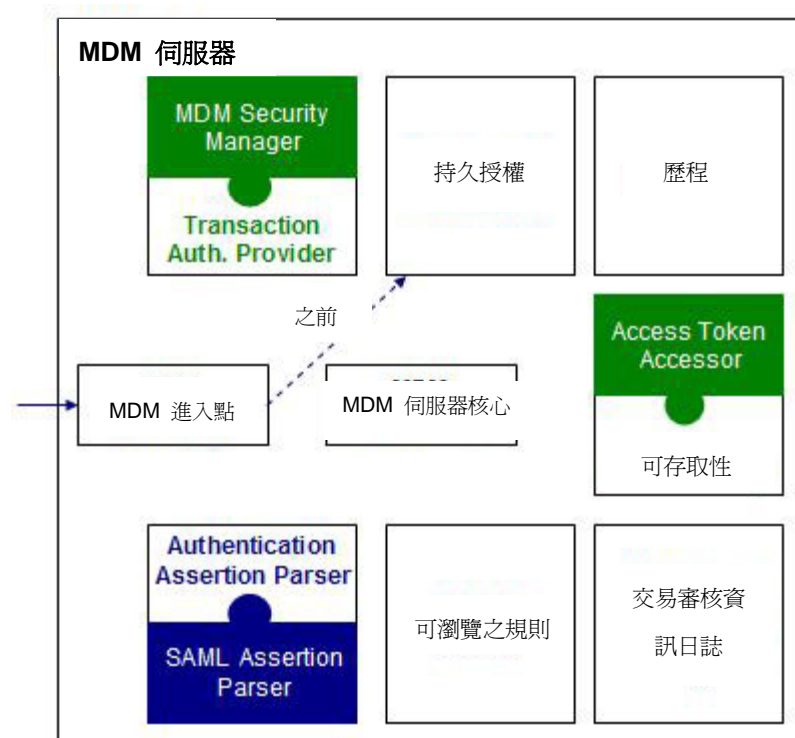 MDM 伺服器
MDM Security
Manager
Transaction
Auth. Provider
持久授權
歷程
之前
Access Token
Accessor
可存取性
MDM 進入點
MDM 伺服器核心
Authentication
Assertion Parser
SAML Assertion
Parser
可瀏覽之規則
交易審核資
訊日誌